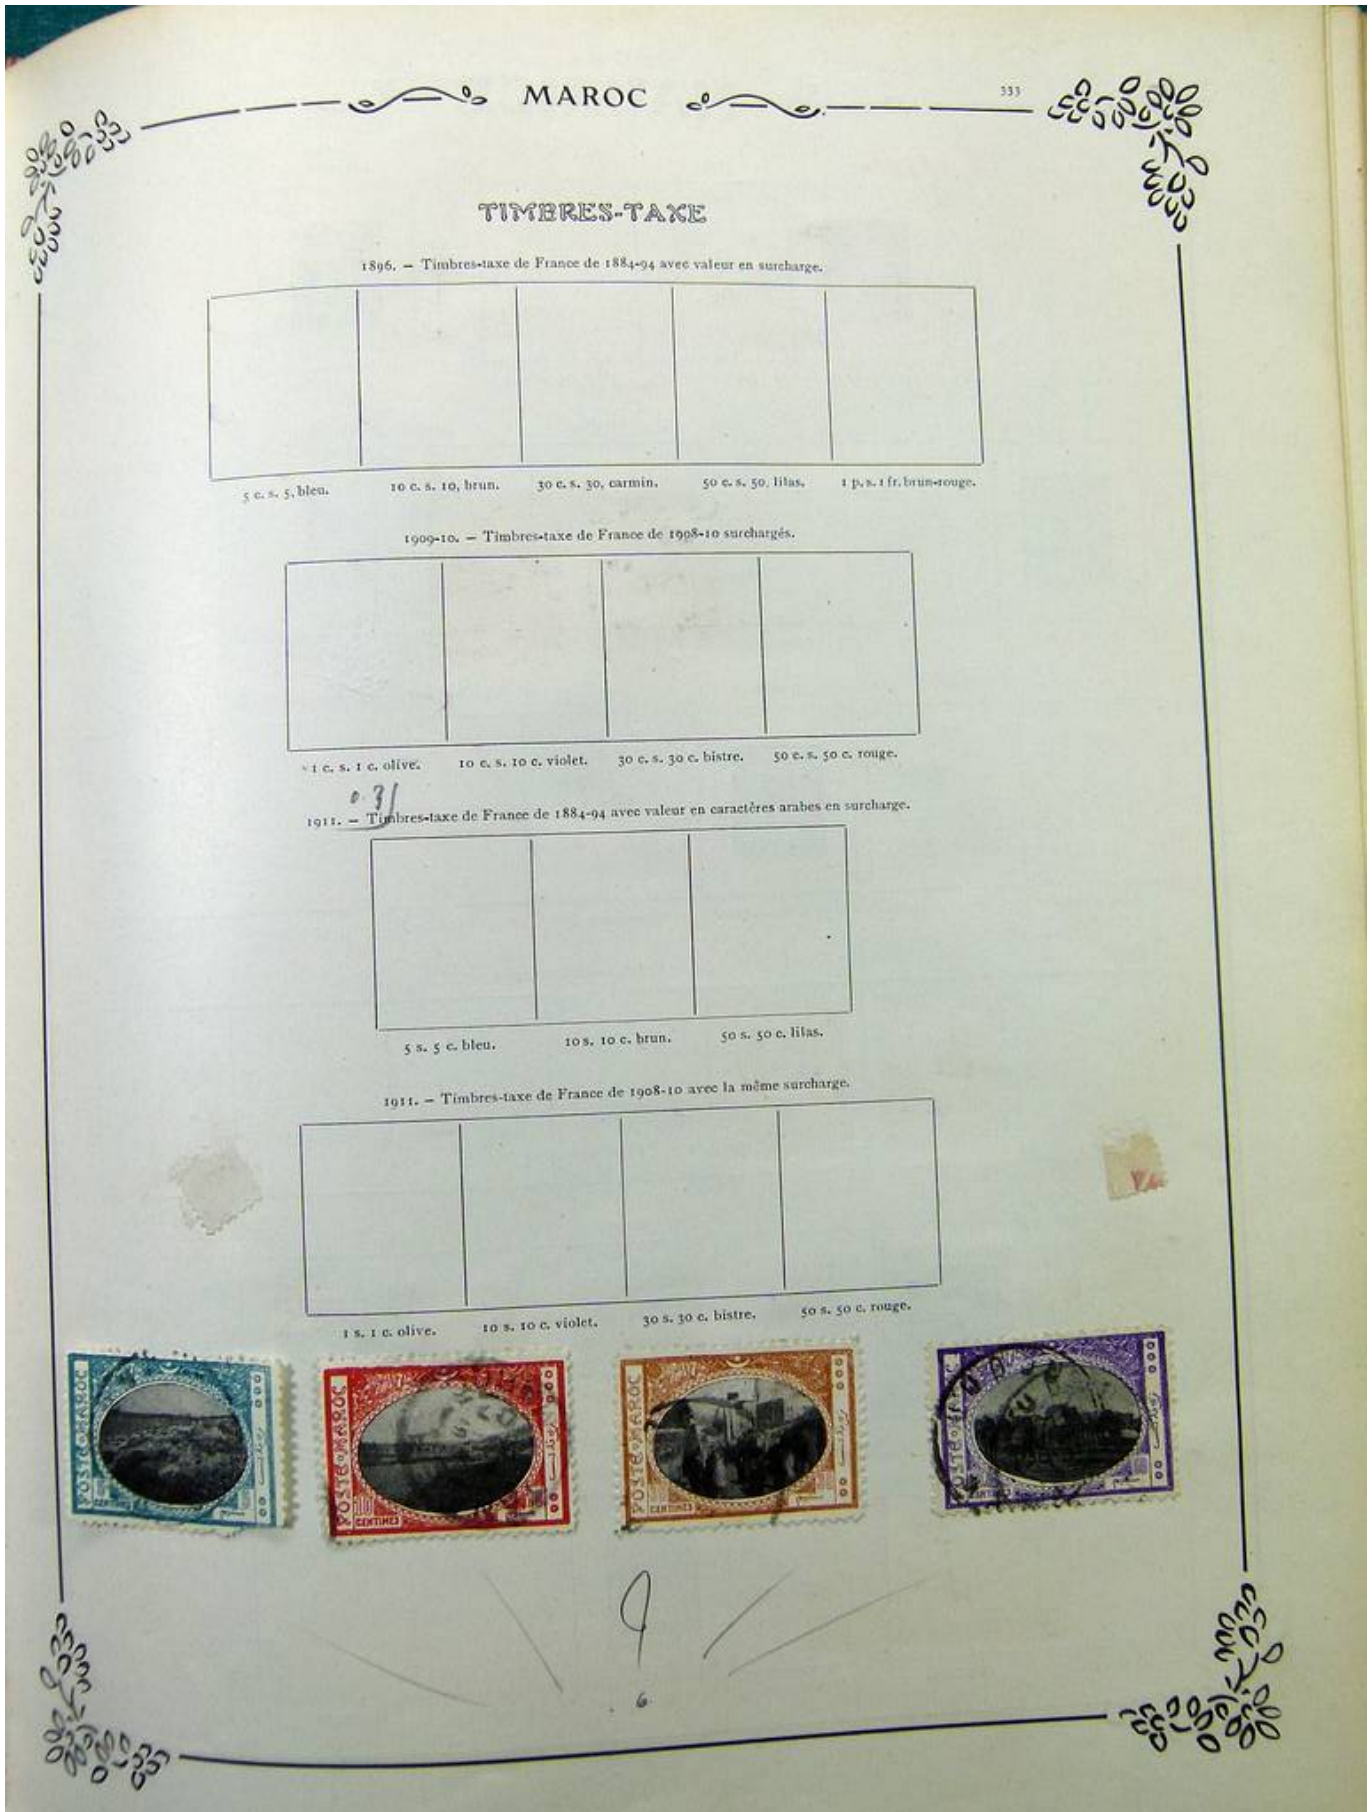 MAROC
333
TIMBRES-TAXE
1896. — Timbres-taxe de France de 1884-94 avec valeur en surcharge.
5 c. s. 5, bleu. 10 c. s. 10, brun. 30 c. s. 30, carmin. 50 c. s. 50, lilas. 1 p. s. 1 fr. brun-rouge.
1909-10. — Timbres-taxe de France de 1908-10 surchargés.
1 c. s. 1 c. olive. 10 c. s. 10 c. violet. 30 c. s. 30 c. bistre. 50 c. s. 50 c. rouge.
1911. — Timbres-taxe de France de 1884-94 avec valeur en caractères arabes en surcharge.
5 s. 5 c. bleu. 10 s. 10 c. brun. 50 s. 50 c. lilas.
1911. — Timbres-taxe de France de 1908-10 avec la même surcharge.
1 s. 1 c. olive. 10 s. 10 c. violet. 30 s. 30 c. bistre. 50 s. 50 c. rouge.
POSTE MAROC
CENTIMES
POSTE MAROC
10
CENTIMES
POSTE MAROC
CENTIMES
POSTE MAROC
CENTIMES
6